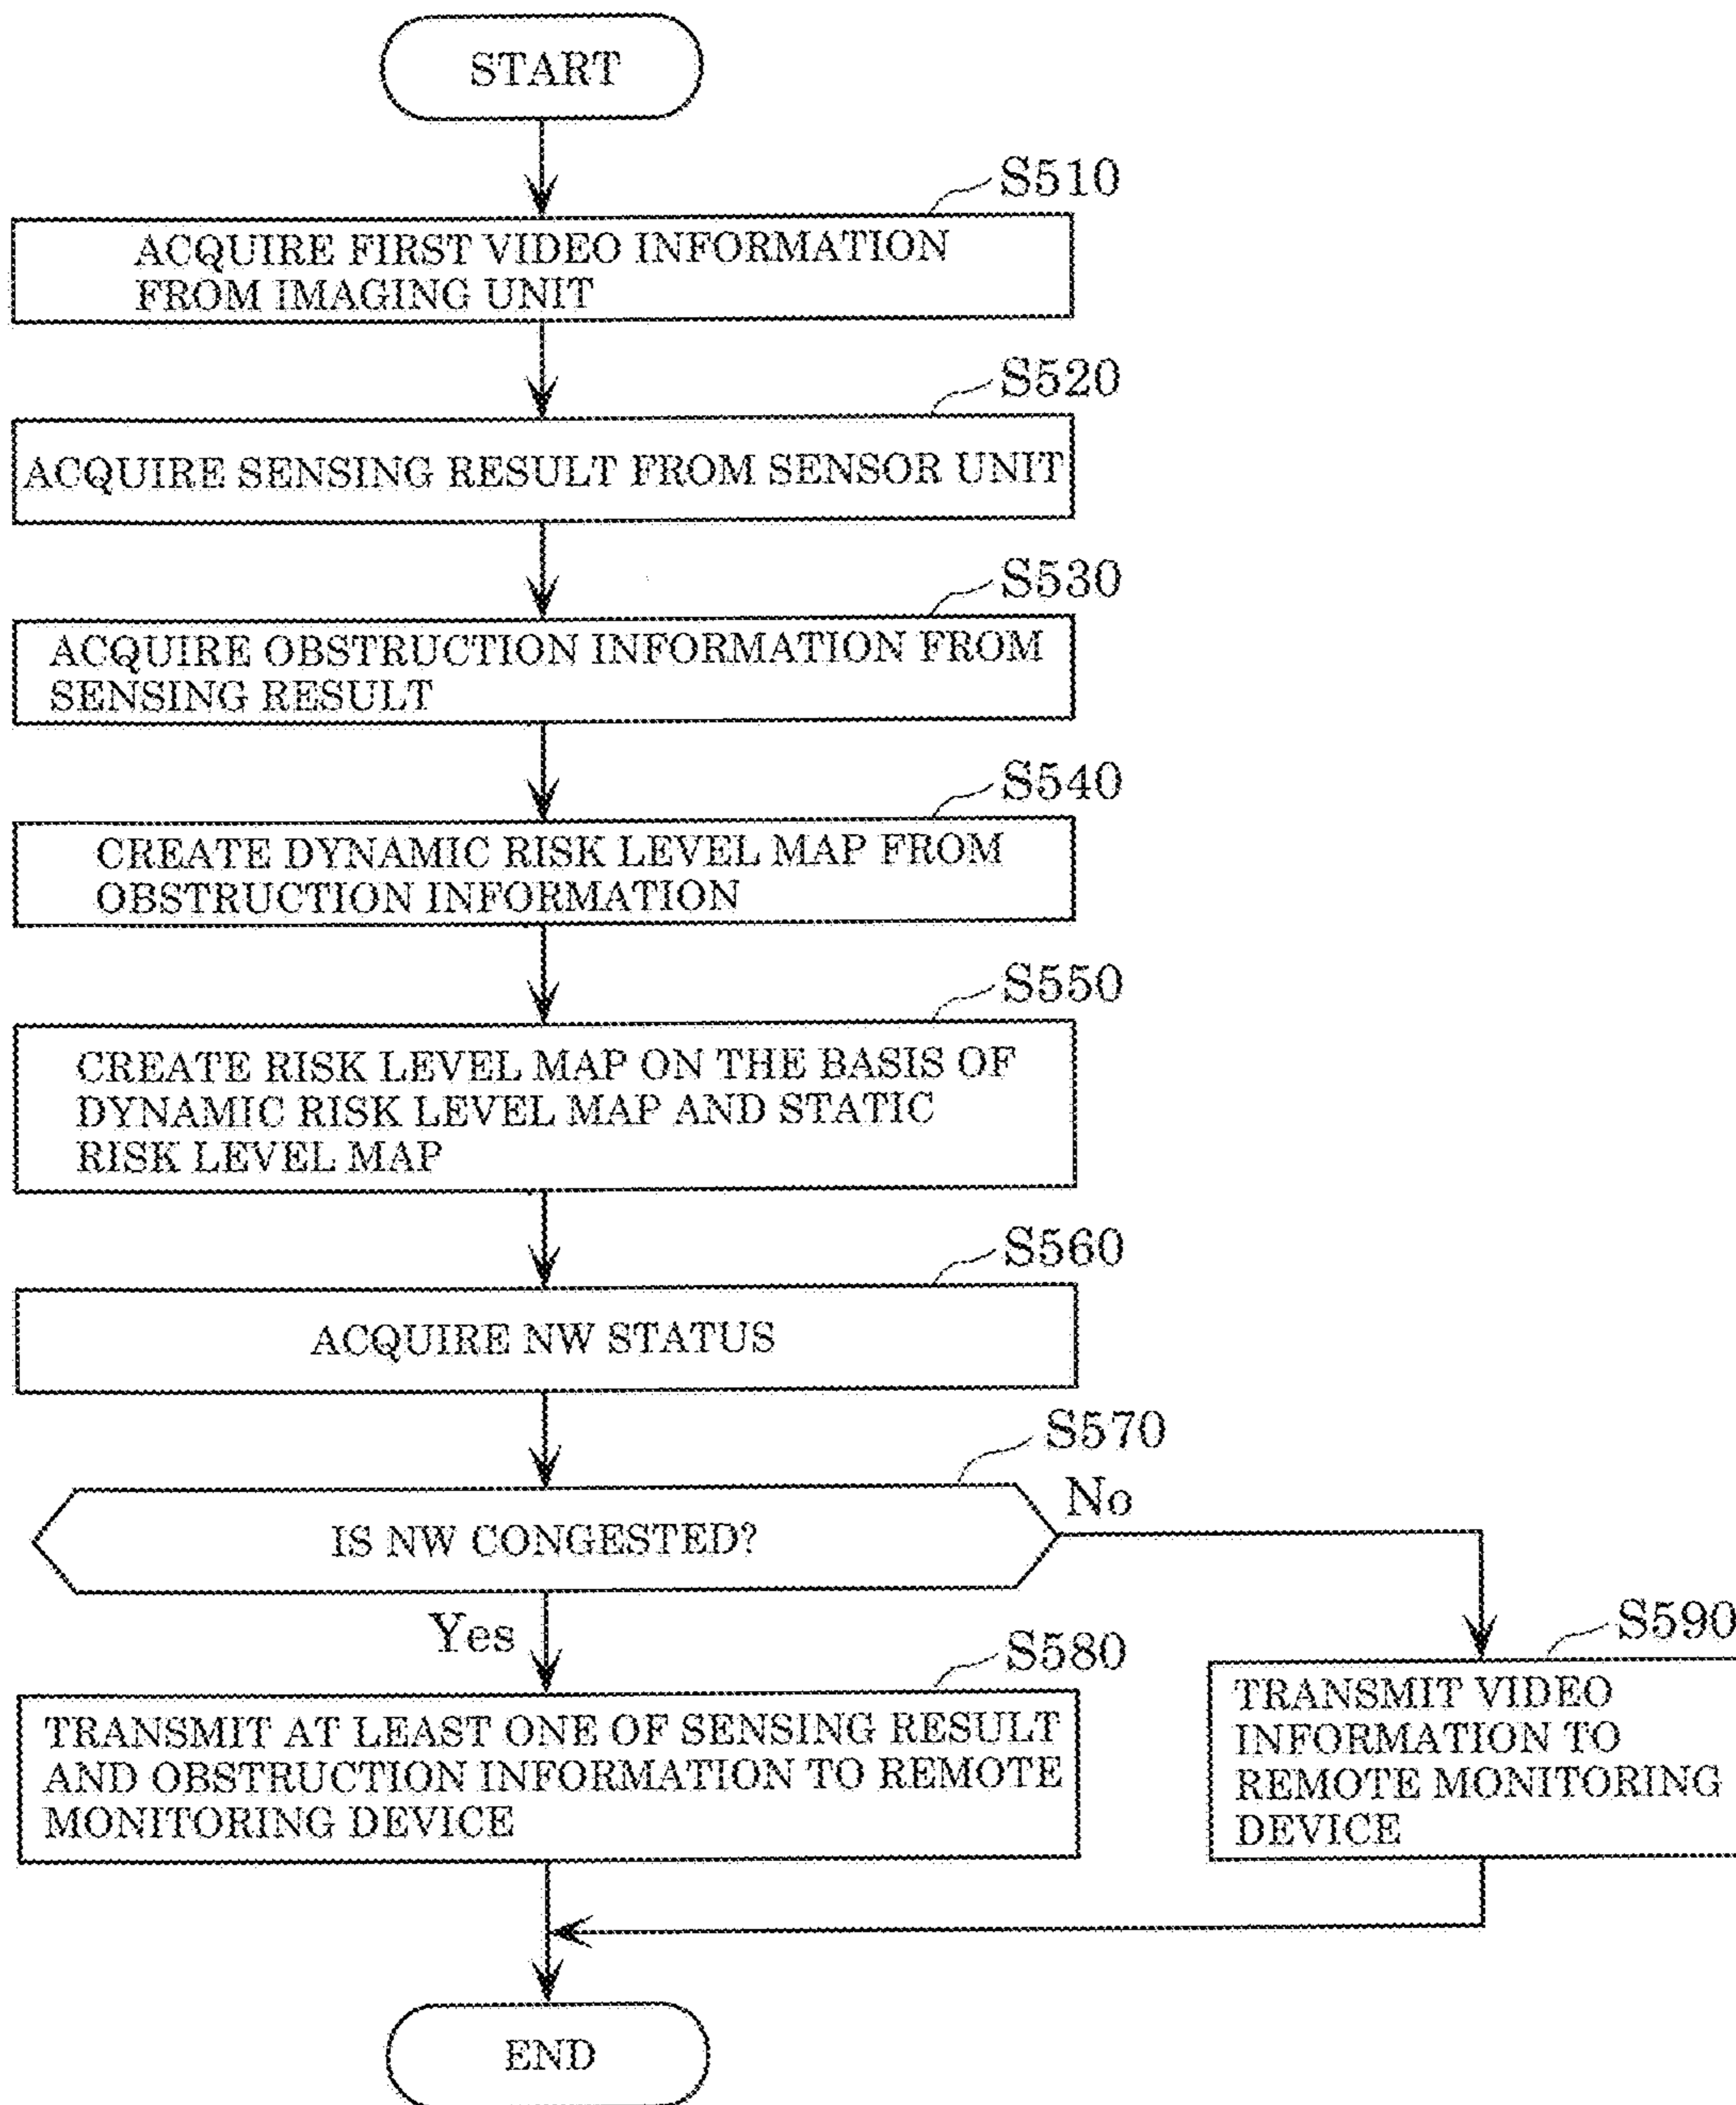 START
S510
ACQUIRE FIRST VIDEO INFORMATION
FROM IMAGING UNIT
S520
ACQUIRE SENSING RESULT FROM SENSOR UNIT
S530
ACQUIRE OBSTRUCTION INFORMATION FROM
SENSING RESULT
S540
CREATE DYNAMIC RISK LEVEL MAP FROM
OBSTRUCTION INFORMATION
S550
CREATE RISK LEVEL MAP ON THE BASIS OF
DYNAMIC RISK LEVEL MAP AND STATIC
RISK LEVEL MAP
S560
ACQUIRE NW STATUS
S570
IS NW CONGESTED?
No
Yes
S580
TRANSMIT AT LEAST ONE OF SENSING RESULT
AND OBSTRUCTION INFORMATION TO REMOTE
MONITORING DEVICE
S590
TRANSMIT VIDEO
INFORMATION TO
REMOTE MONITORING
DEVICE
END